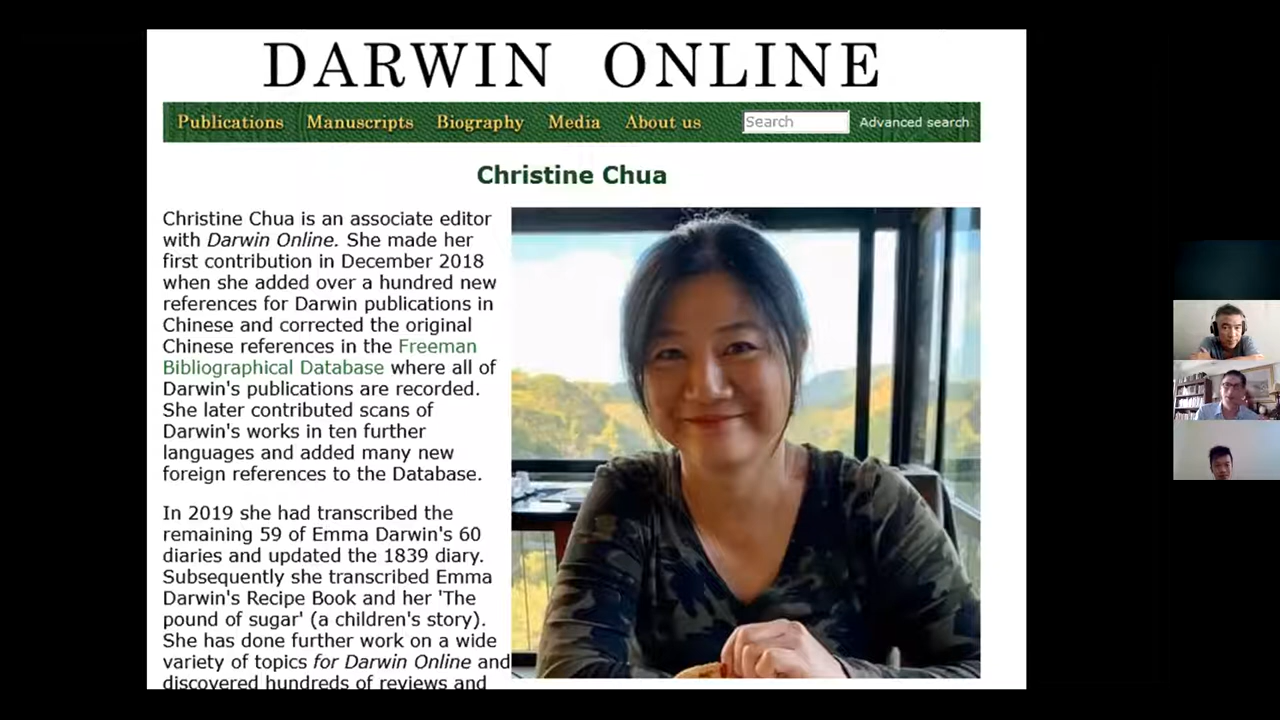 DARWIN ONLINE
Publications Manuscripts Biography Media About us Search Advanced search
Christine Chua
Christine Chua is an associate editor
with Darwin Online. She made her
first contribution in December 2018
when she added over a hundred new
references for Darwin publications in
Chinese and corrected the original
Chinese references in the Freeman
Bibliographical Database where all of
Darwin's publications are recorded.
She later contributed scans of
Darwin's works in ten further
languages and added many new
foreign references to the Database.
In 2019 she had transcribed the
remaining 59 of Emma Darwin's 60
diaries and updated the 1839 diary.
Subsequently she transcribed Emma
Darwin's Recipe Book and her 'The
pound of sugar' (a children's story).
She has done further work on a wide
variety of topics for Darwin Online and
discovered hundreds of reviews and